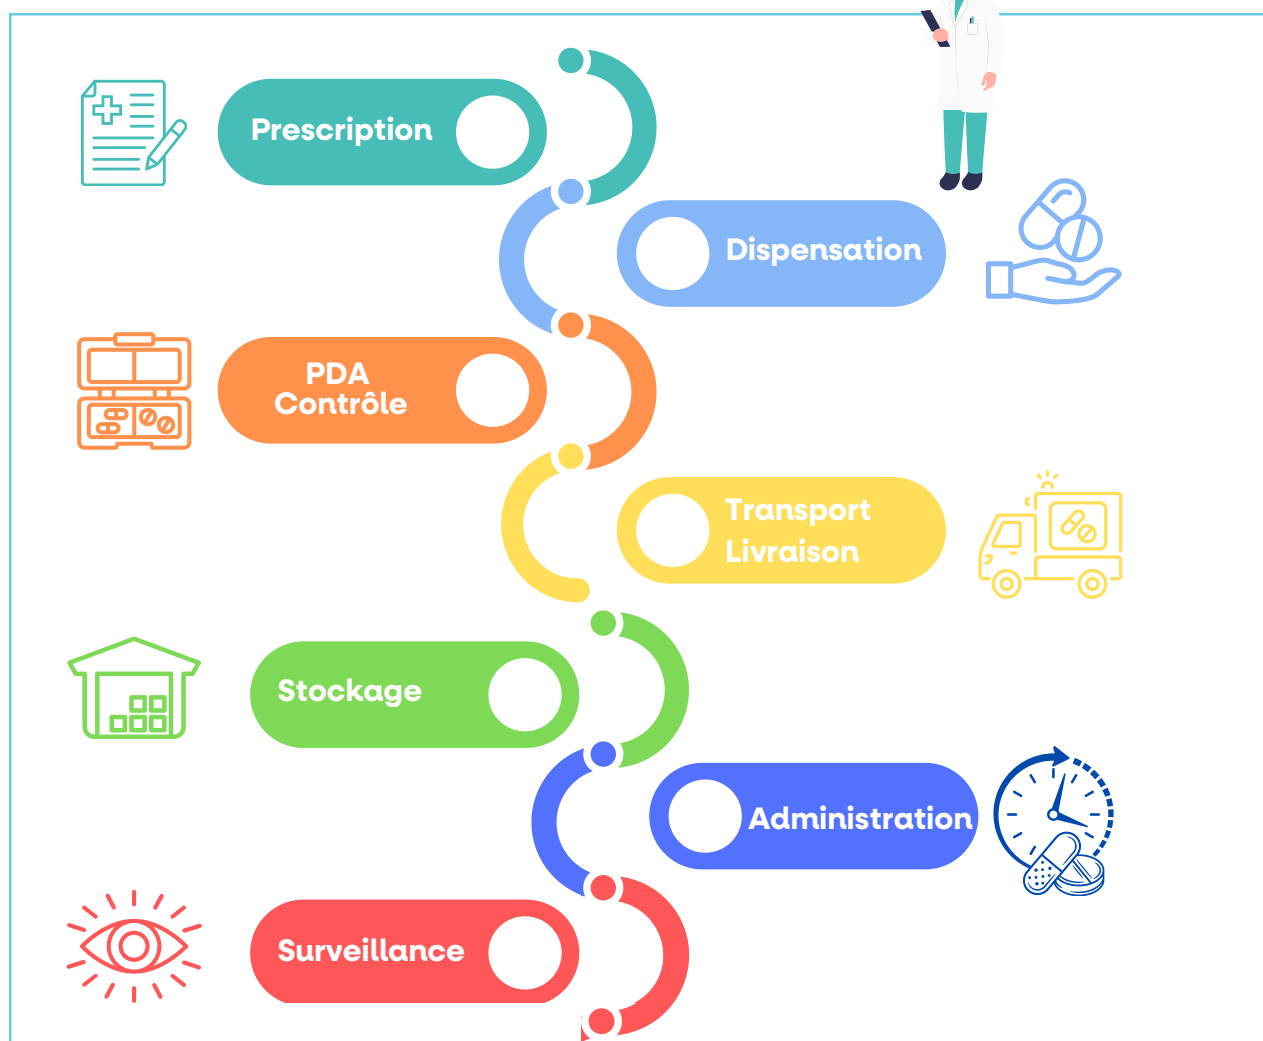 Prescription
Dispensation
PDA
Contrôle
Transport
Livraison
Stockage
Administration
Surveillance